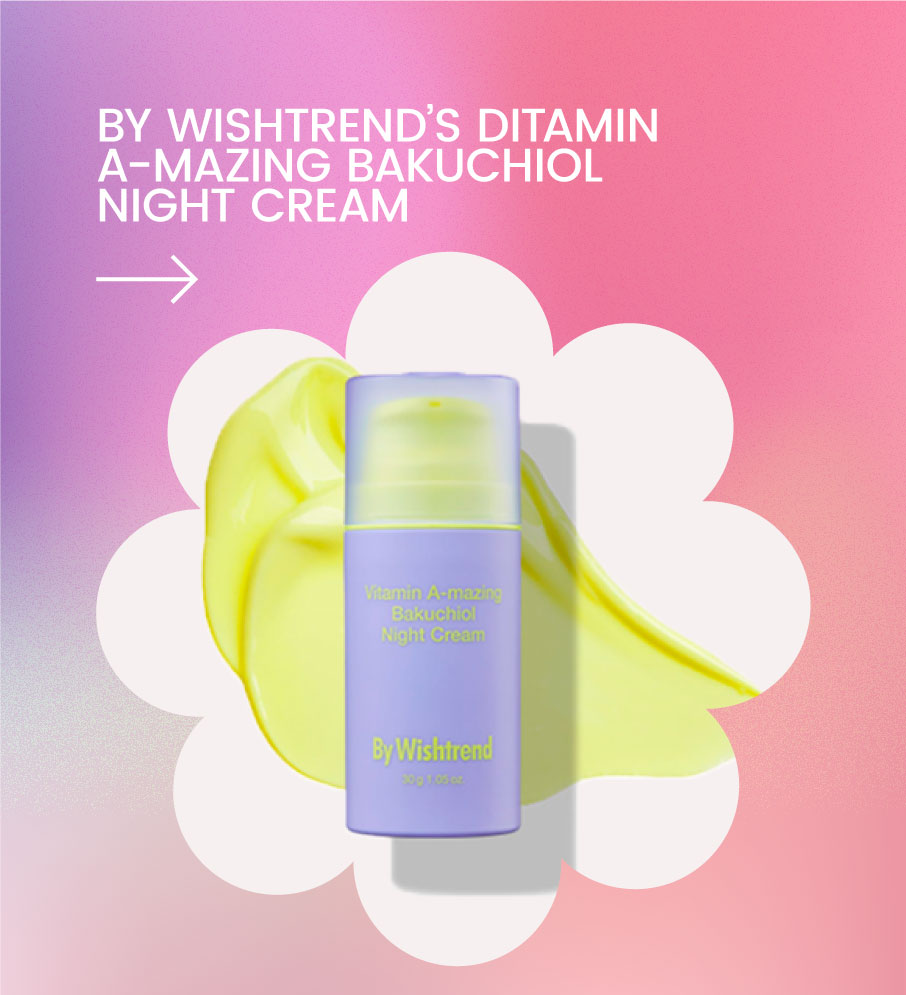 BY WISHTREND’S DITAMIN
A-MAZING BAKUCHIOL
NIGHT CREAM
Vitamin A-mazing
Bakuchiol
Night Cream
By Wishtrend
30 g 1.05 oz.